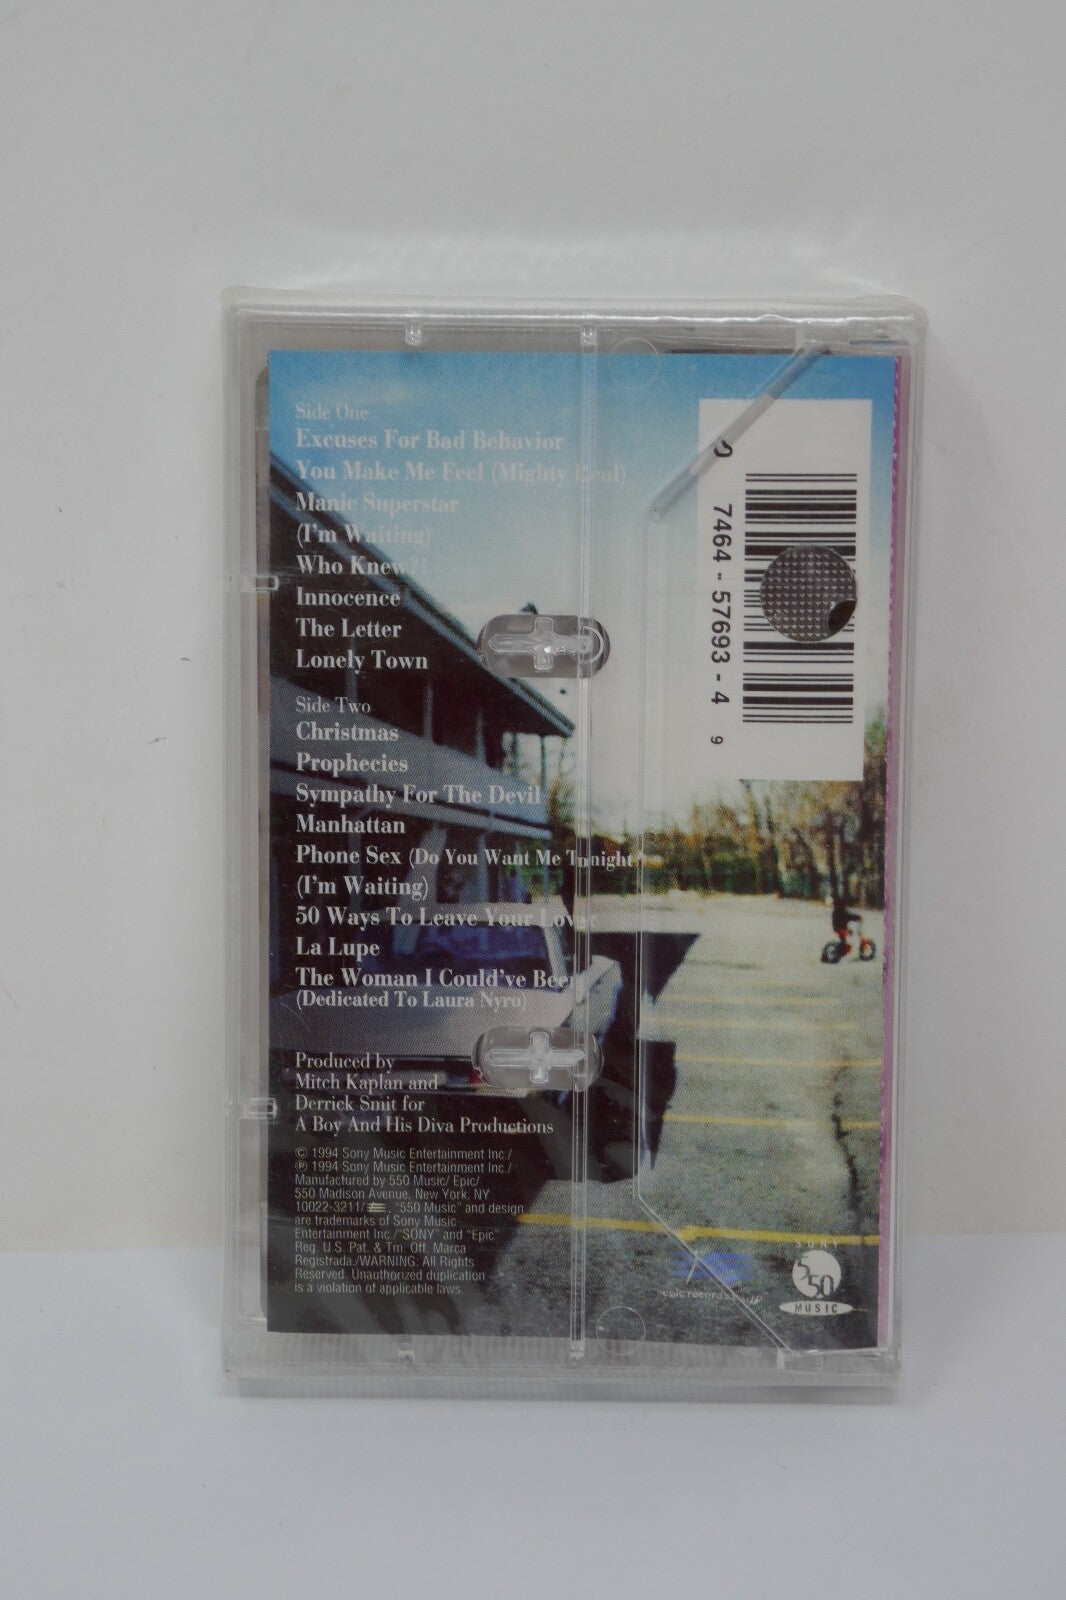 Side One
Excuses For Bad Behavior
You Make Me Feel (Mighty Real)
Manic Superstar
(I'm Waiting)
Who Knew?!
Innocence
The Letter
Lonely Town
Side Two
Christmas
Prophecies
Sympathy For The Devil
Manhattan
Phone Sex (Do You Want Me Tonight
(I'm Waiting)
50 Ways To Leave Your Lover
La Lupe
The Woman I Could've Been
(Dedicated To Laura Nyro)
Produced by
Mitch Kaplan and
Derrick Smit for
A Boy And His Diva Productions
© 1994 Sony Music Entertainment Inc./
℗ 1994 Sony Music Entertainment Inc./
Manufactured by 550 Music/ Epic/
550 Madison Avenue, New York, NY
10022-3211/ "550 Music" and design
are trademarks of Sony Music
Entertainment Inc./"SONY" and "Epic"
Reg. U.S. Pat. & Tm. Off. Marca
Registrada./WARNING: All Rights
Reserved. Unauthorized duplication
is a violation of applicable laws
0 7464-57693-4 9
epic records group
SONY
550
MUSIC